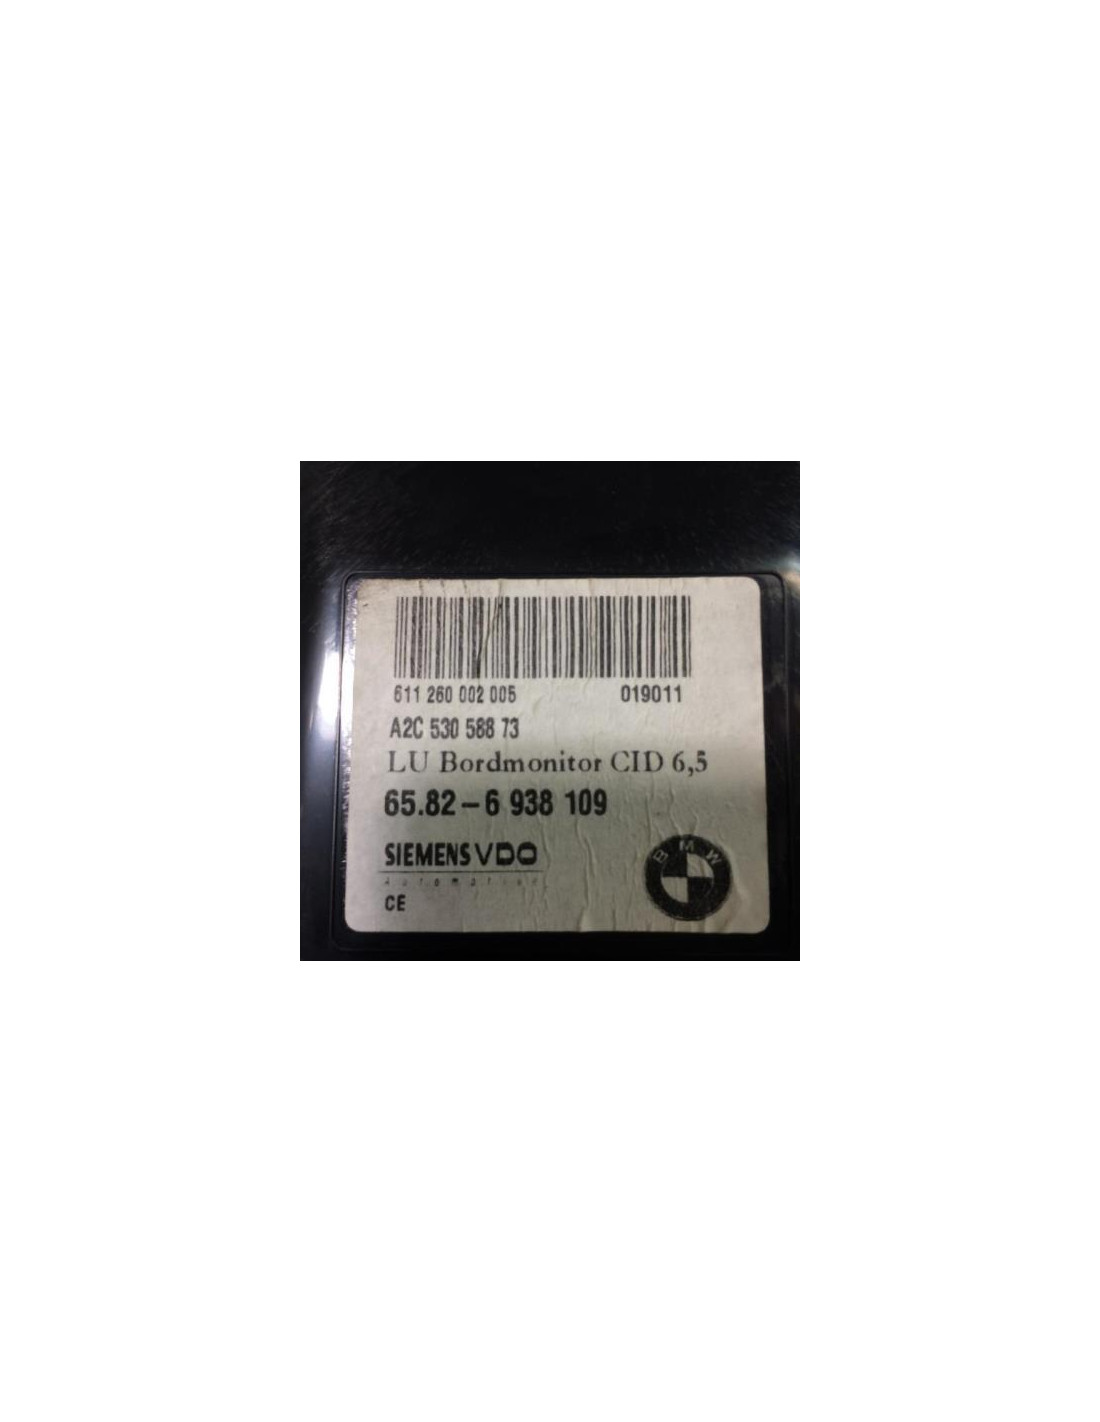 611 260 002 005 019011
A2C 530 588 73
LU Bordmonitor CID 6,5
65.82-6 938 109
SIEMENS VDO
Automotive
CE
BMW